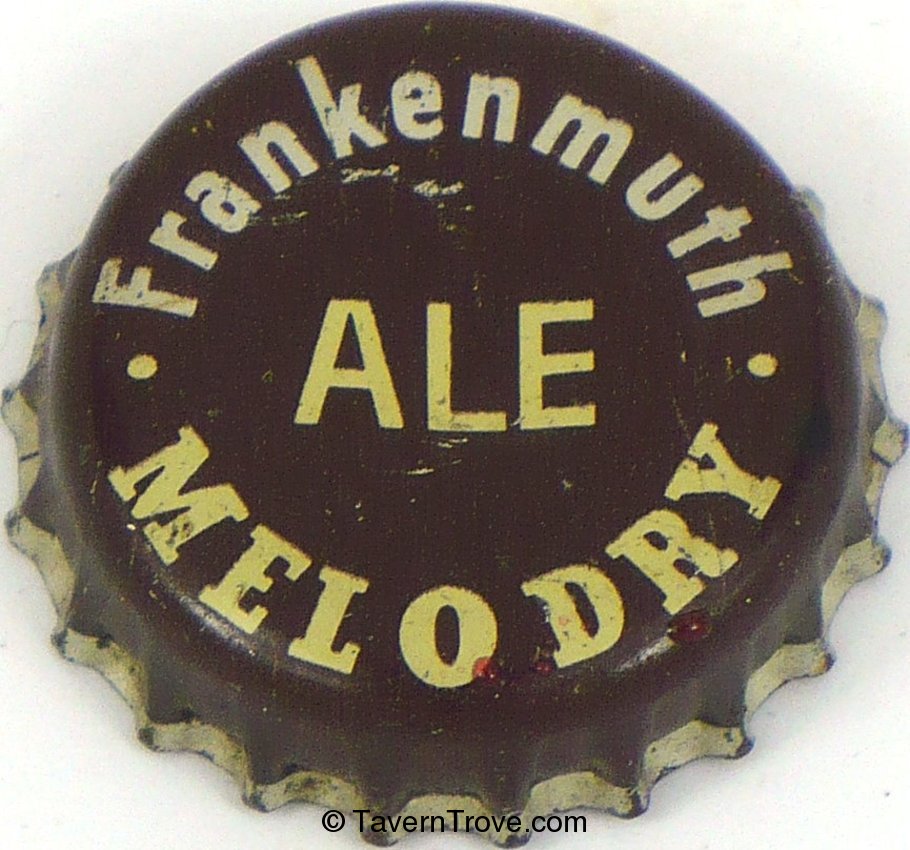 Frankenmuth
ALE
• MELODRY •
© TavernTrove.com